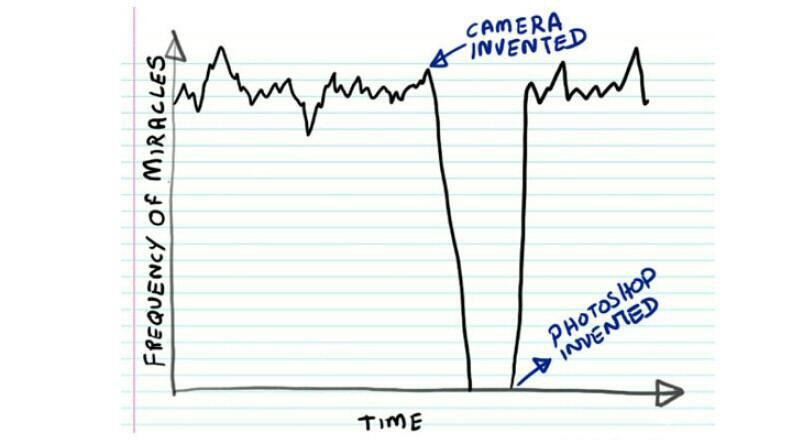 CAMERA
INVENTED
FREQUENCY OF MIRACLES
PHOTOSHOP
INVENTED
TIME